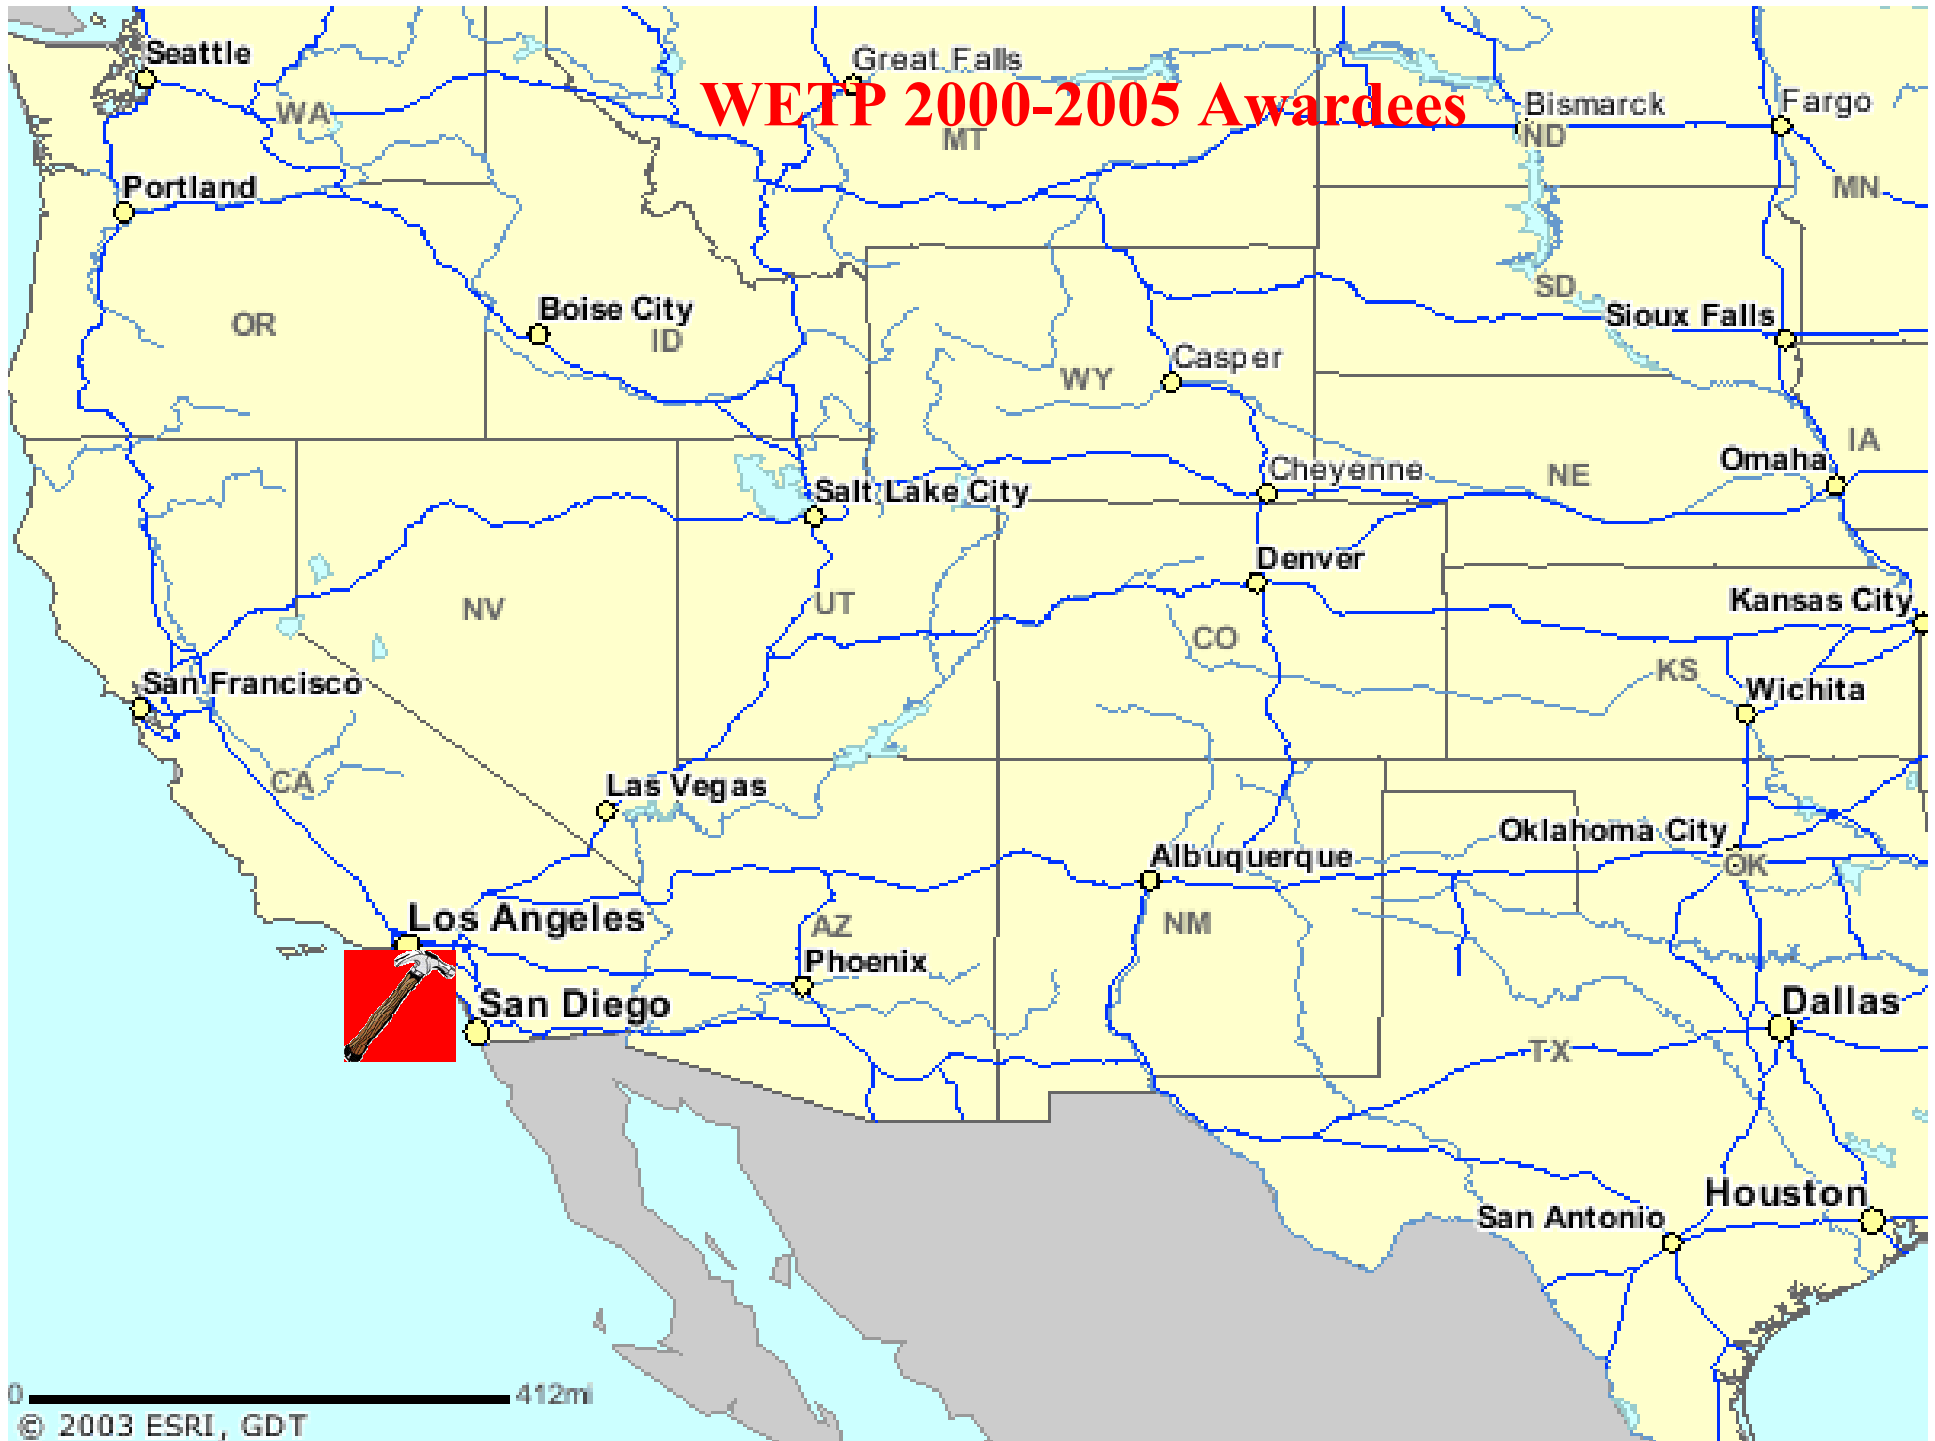 Seattle
Great Falls
WETP 2000-2005 Awardees
WA
MT
Bismarck
ND
Fargo
MN
Portland
OR
Boise City
ID
SD
Sioux Falls
WY
Casper
IA
Omaha
NE
Cheyenne
Salt Lake City
Denver
NV
UT
CO
Kansas City
KS
Wichita
San Francisco
CA
Las Vegas
Oklahoma City
OK
Albuquerque
Los Angeles
AZ
NM
Phoenix
San Diego
Dallas
TX
Houston
San Antonio
0 412mi
© 2003 ESRI, GDT